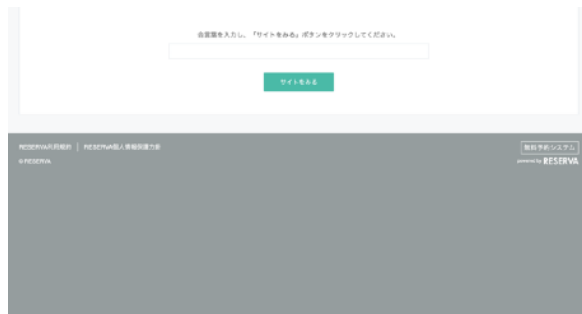 合言葉を入力し、「サイトをみる」ボタンをクリックしてください。
サイトをみる
RESERVA利用規約 | RESERVA個人情報保護方針
無料予約システム
© RESERVA
powered by RESERVA